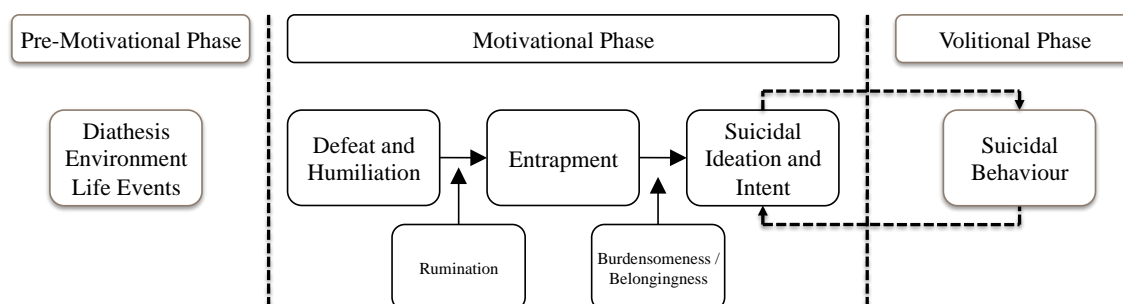 Pre-Motivational Phase
Motivational Phase
Volitional Phase
Diathesis
Environment
Life Events
Defeat and
Humiliation
Entrapment
Suicidal
Ideation and
Intent
Suicidal
Behaviour
Rumination
Burdensomeness /
Belongingness